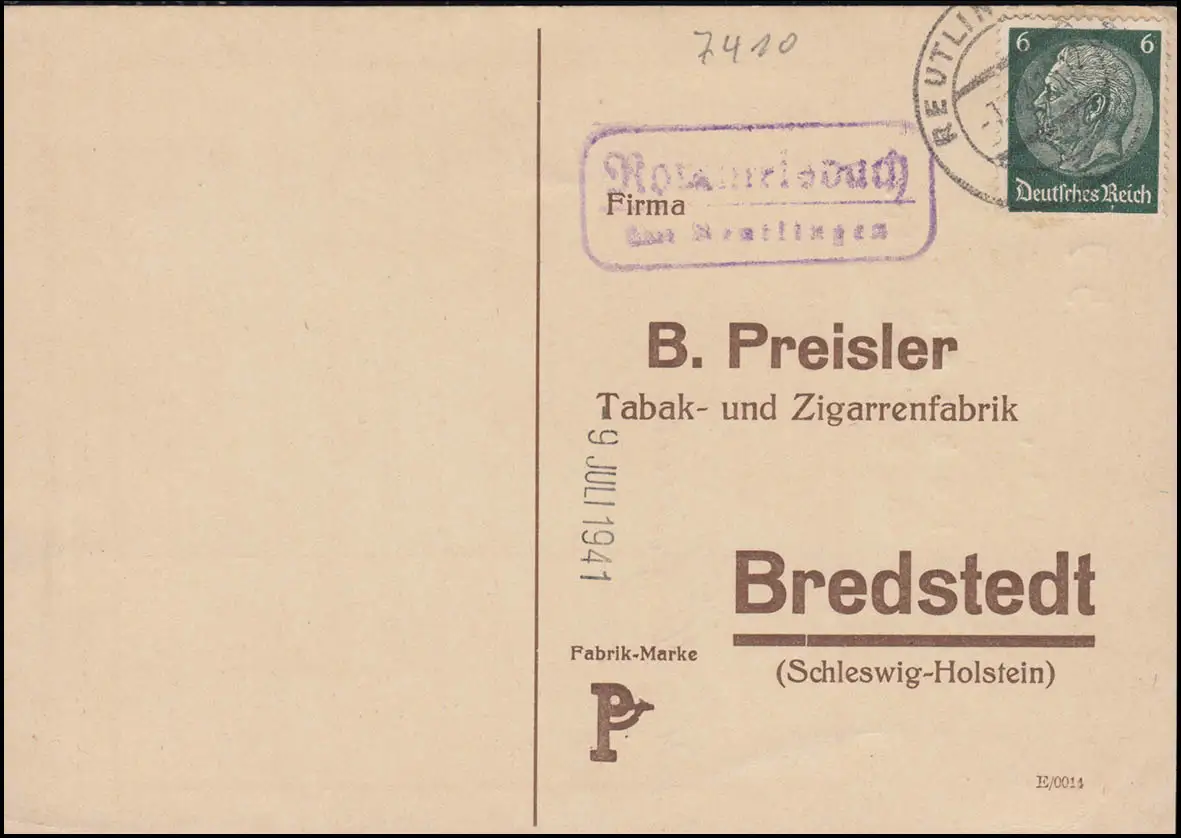 7410
REUTLIN
6 6
Deutsches Reich
Firma
Reutlingen
B. Preisler
Tabak- und Zigarrenfabrik
9 JULI 1941
Bredstedt
(Schleswig-Holstein)
Fabrik-Marke
P
E/0014